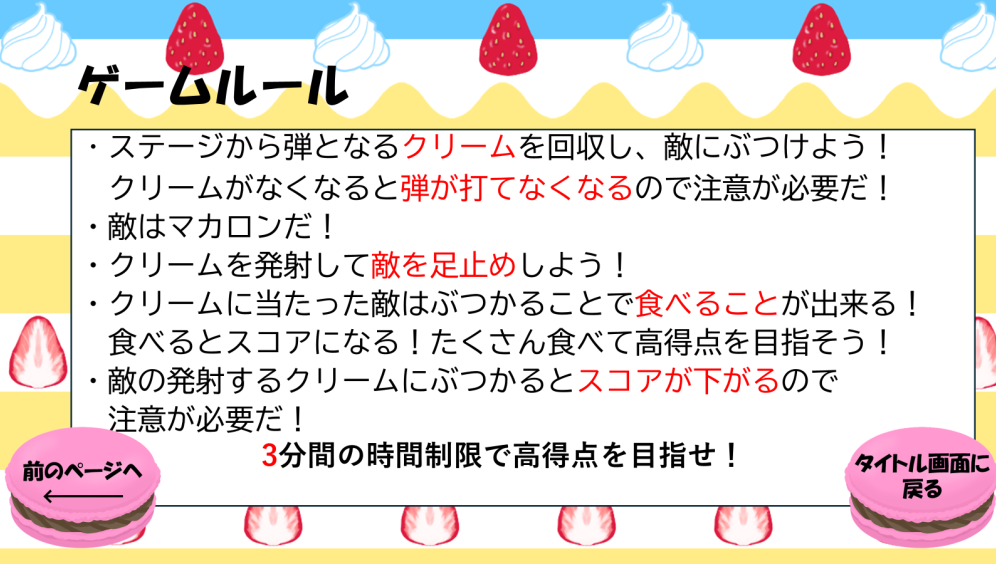 ゲームルール
・ステージから弾となるクリームを回収し、敵にぶつけよう！
クリームがなくなると弾が打てなくなるので注意が必要だ！
・敵はマカロンだ！
・クリームを発射して敵を足止めしよう！
・クリームに当たった敵はぶつかることで食べることが出来る！
食べるとスコアになる！たくさん食べて高得点を目指そう！
・敵の発射するクリームにぶつかるとスコアが下がるので
注意が必要だ！
3分間の時間制限で高得点を目指せ！
前のページへ
←
タイトル画面に
戻る